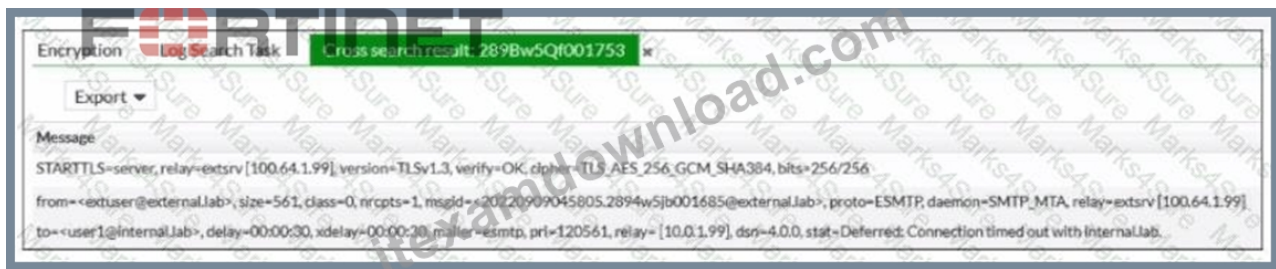 FORTINET
Encryption Log Search Task Cross search result: 289Bw5Qf001753 ×
Export
Message
STARTTLS=server, relay=extsrv [100.64.1.99], version=TLSv1.3, verify=OK, cipher=TLS_AES_256_GCM_SHA384, bits=256/256
from=<extuser@external.lab>, size=561, class=0, nrcpts=1, msgid=<20220909045805.2894w5jb001685@external.lab>, proto=ESMTP, daemon=SMTP_MTA, relay=extsrv [100.64.1.99]
to=<user1@internal.lab>, delay=00:00:30, xdelay=00:00:30, mailer=esmtp, pri=120561, relay= [10.0.1.99], dsn=4.0.0, stat=Deferred: Connection timed out with internal.lab.
itexamdownload.com
Marks4Sure